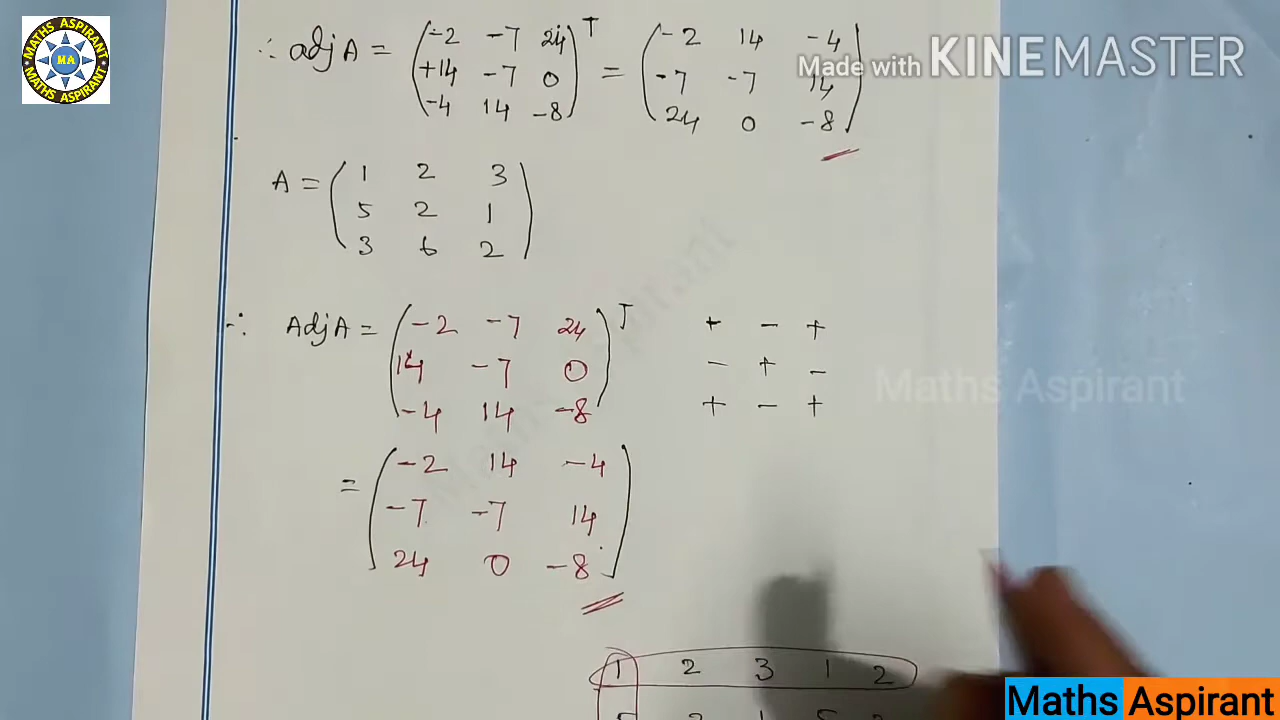 MATHS ASPIRANT
MA
MATHS ASPIRANT
Made with KINEMASTER
∴ adj A = (-2 -7 24)ᵀ = (-2 14 -4)
(+14 -7 0) (-7 -7 14)
(-4 14 -8) (24 0 -8)
A = (1 2 3)
(5 2 1)
(3 6 2)
∴ Adj A = (-2 -7 24)ᵀ + - +
(14 -7 0) - + -
(-4 14 -8) + - +
Maths Aspirant
= (-2 14 -4)
(-7 -7 14)
(24 0 -8)
1 2 3 1 2
Maths Aspirant